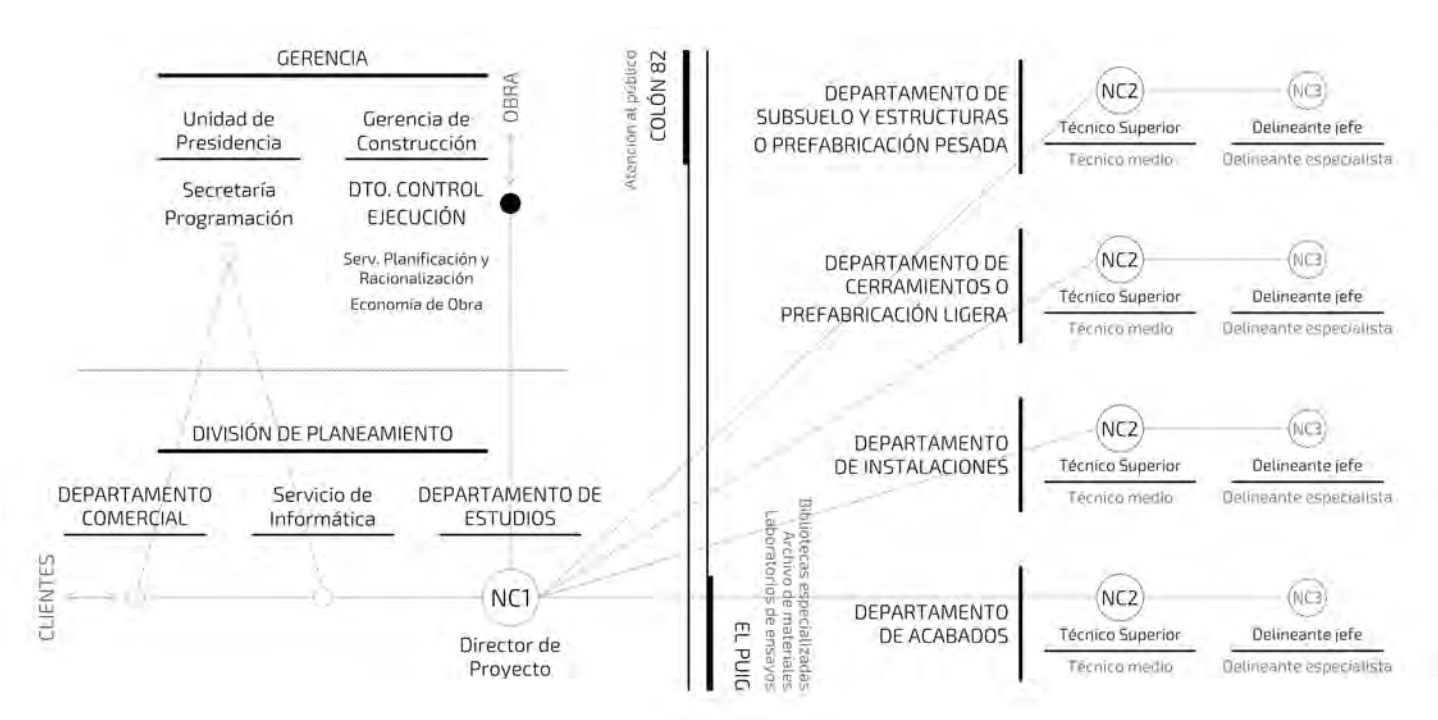 GERENCIA
OBRA
Unidad de
Presidencia
Gerencia de
Construcción
Secretaría
Programación
DTO. CONTROL
EJECUCIÓN
Serv. Planificación y
Racionalización
Economía de Obra
DIVISIÓN DE PLANEAMIENTO
DEPARTAMENTO
COMERCIAL
Servicio de
Informática
DEPARTAMENTO DE
ESTUDIOS
CLIENTES
NC1
Director de
Proyecto
Atención al público
COLÓN 82
EL PUIG
Bibliotecas especializadas
Archivo de materiales
Laboratorios de ensayos
DEPARTAMENTO DE
SUBSUELO Y ESTRUCTURAS
O PREFABRICACIÓN PESADA
NC2
Técnico Superior
Técnico medio
NC3
Delineante jefe
Delineante especialista
DEPARTAMENTO DE
CERRAMIENTOS O
PREFABRICACIÓN LIGERA
NC2
Técnico Superior
Técnico medio
NC3
Delineante jefe
Delineante especialista
DEPARTAMENTO
DE INSTALACIONES
NC2
Técnico Superior
Técnico medio
NC3
Delineante jefe
Delineante especialista
DEPARTAMENTO
DE ACABADOS
NC2
Técnico Superior
Técnico medio
NC3
Delineante jefe
Delineante especialista